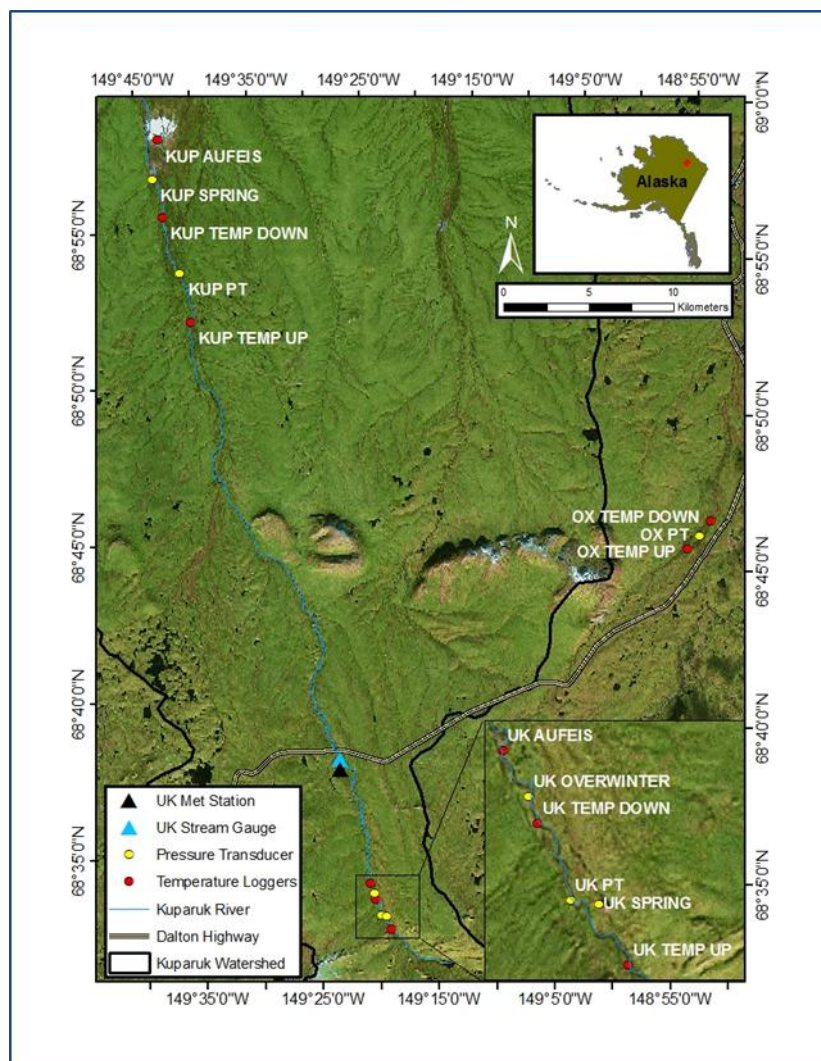 149°45'0"W 149°35'0"W 149°25'0"W 149°15'0"W 149°5'0"W 148°55'0"W
69°0'0"N
68°55'0"N
68°50'0"N
68°45'0"N
68°40'0"N
68°35'0"N
KUP AUFEIS
KUP SPRING
KUP TEMP DOWN
KUP PT
KUP TEMP UP
Alaska
N
0 5 10
Kilometers
68°55'0"N
68°50'0"N
68°45'0"N
68°40'0"N
68°35'0"N
OX TEMP DOWN
OX PT
OX TEMP UP
UK AUFEIS
UK OVERWINTER
UK TEMP DOWN
UK PT
UK SPRING
UK TEMP UP
UK Met Station
UK Stream Gauge
Pressure Transducer
Temperature Loggers
Kuparuk River
Dalton Highway
Kuparuk Watershed
149°35'0"W 149°25'0"W 149°15'0"W 149°5'0"W 148°55'0"W